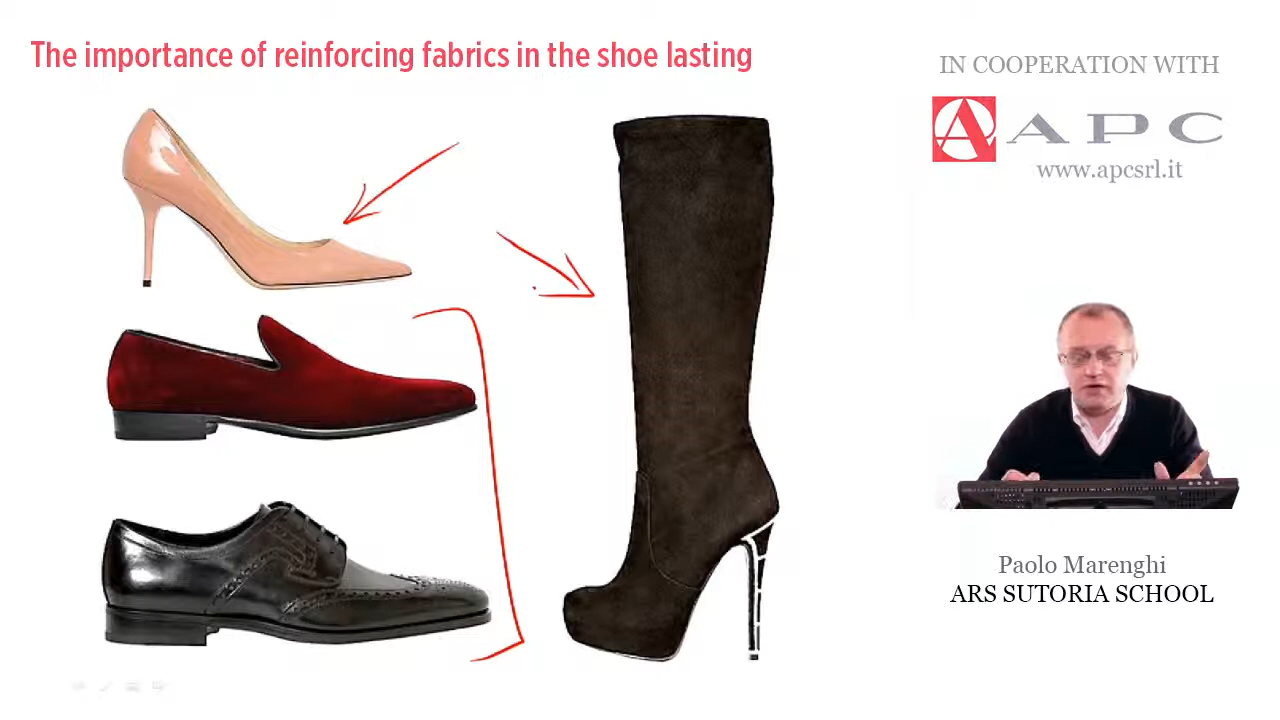 The importance of reinforcing fabrics in the shoe lasting
IN COOPERATION WITH
A P C
www.apcsrl.it
Paolo Marenghi
ARS SUTORIA SCHOOL